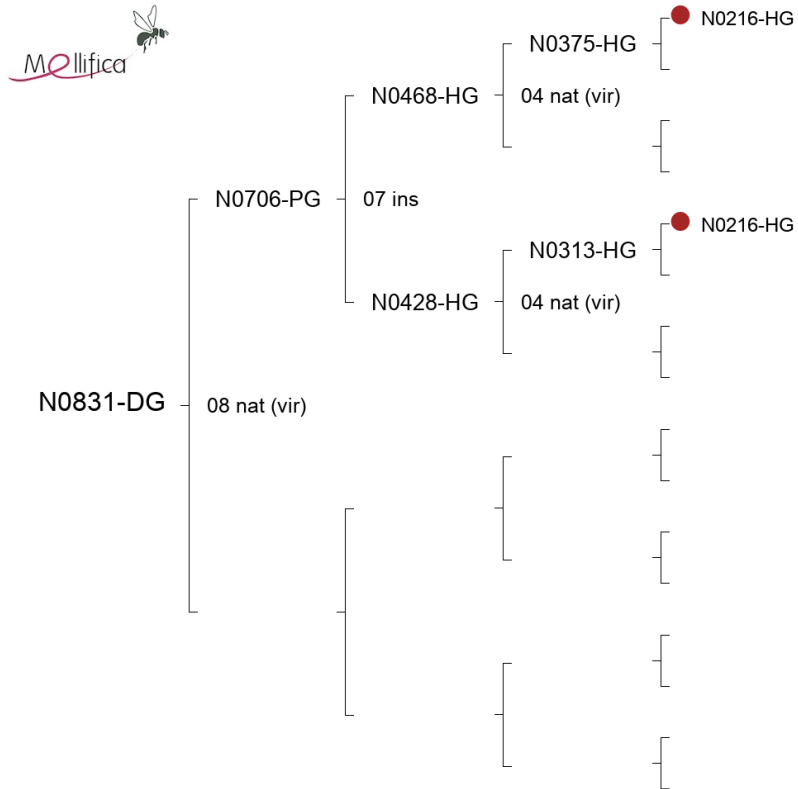 Mellifica
N0216-HG
N0375-HG
N0468-HG
04 nat (vir)
N0706-PG
07 ins
N0216-HG
N0313-HG
N0428-HG
04 nat (vir)
N0831-DG
08 nat (vir)